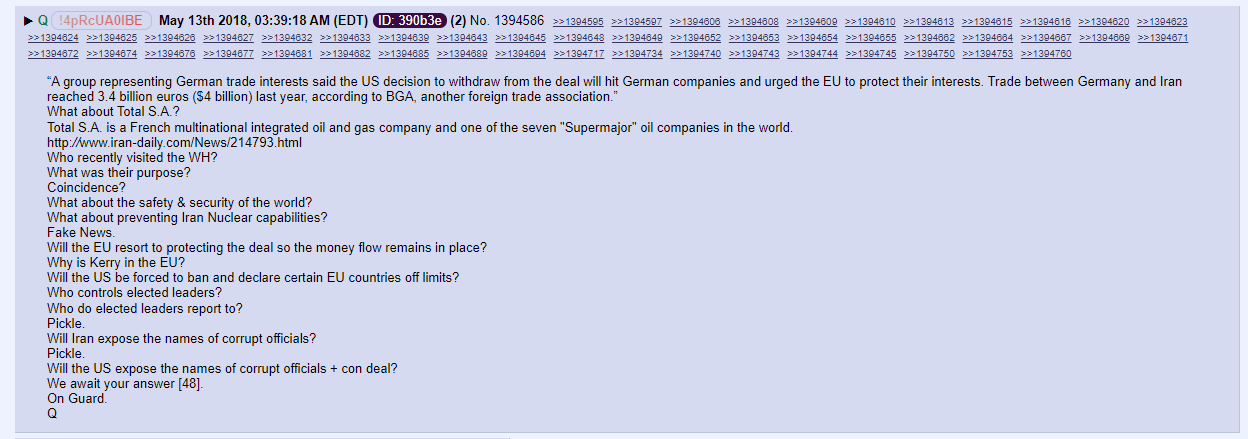 ▶ Q !4pRcUA0lBE May 13th 2018, 03:39:18 AM (EDT) ID: 390b3e (2) No. 1394586 >>1394595 >>1394597 >>1394606 >>1394608 >>1394609 >>1394610 >>1394613 >>1394615 >>1394616 >>1394620 >>1394623
>>1394624 >>1394625 >>1394626 >>1394627 >>1394632 >>1394633 >>1394639 >>1394643 >>1394645 >>1394648 >>1394649 >>1394652 >>1394653 >>1394654 >>1394655 >>1394662 >>1394664 >>1394667 >>1394669 >>1394671
>>1394672 >>1394674 >>1394676 >>1394677 >>1394681 >>1394682 >>1394685 >>1394689 >>1394694 >>1394717 >>1394734 >>1394740 >>1394743 >>1394744 >>1394745 >>1394750 >>1394753 >>1394760
“A group representing German trade interests said the US decision to withdraw from the deal will hit German companies and urged the EU to protect their interests. Trade between Germany and Iran
reached 3.4 billion euros ($4 billion) last year, according to BGA, another foreign trade association.”
What about Total S.A.?
Total S.A. is a French multinational integrated oil and gas company and one of the seven "Supermajor" oil companies in the world.
http://www.iran-daily.com/News/214793.html
Who recently visited the WH?
What was their purpose?
Coincidence?
What about the safety & security of the world?
What about preventing Iran Nuclear capabilities?
Fake News.
Will the EU resort to protecting the deal so the money flow remains in place?
Why is Kerry in the EU?
Will the US be forced to ban and declare certain EU countries off limits?
Who controls elected leaders?
Who do elected leaders report to?
Pickle.
Will Iran expose the names of corrupt officials?
Pickle.
Will the US expose the names of corrupt officials + con deal?
We await your answer [48].
On Guard.
Q